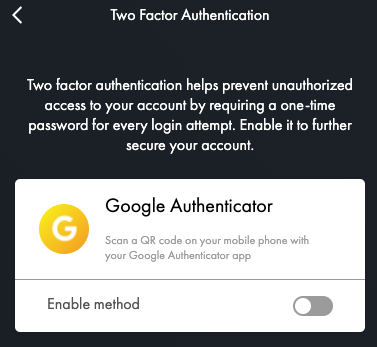 Two Factor Authentication
Two factor authentication helps prevent unauthorized
access to your account by requiring a one-time
password for every login attempt. Enable it to further
secure your account.
G
Google Authenticator
Scan a QR code on your mobile phone with
your Google Authenticator app
Enable method